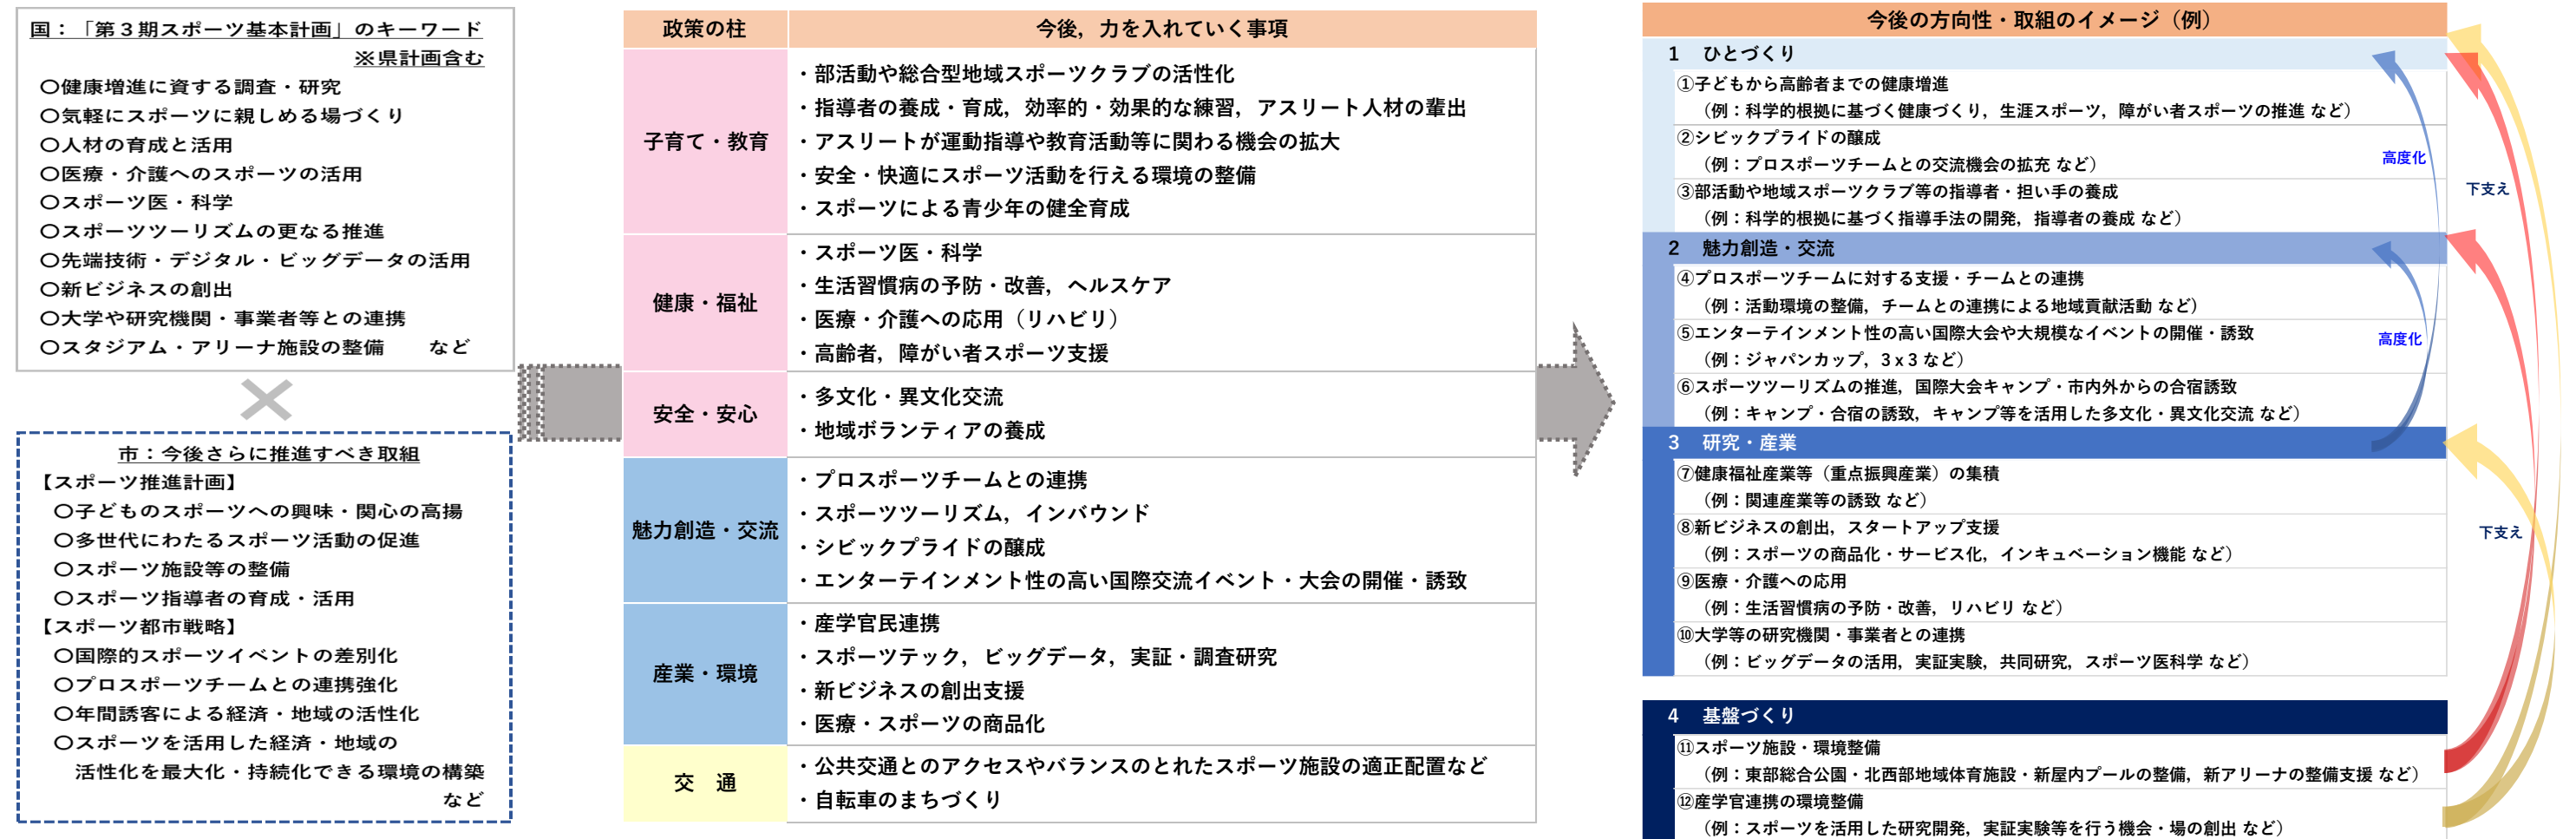 国：「第３期スポーツ基本計画」のキーワード
※県計画含む
〇健康増進に資する調査・研究
〇気軽にスポーツに親しめる場づくり
〇人材の育成と活用
〇医療・介護へのスポーツの活用
〇スポーツ医・科学
〇スポーツツーリズムの更なる推進
〇先端技術・デジタル・ビッグデータの活用
〇新ビジネスの創出
〇大学や研究機関・事業者等との連携
〇スタジアム・アリーナ施設の整備　　など
市：今後さらに推進すべき取組
【スポーツ推進計画】
〇子どものスポーツへの興味・関心の高揚
〇多世代にわたるスポーツ活動の促進
〇スポーツ施設等の整備
〇スポーツ指導者の育成・活用
【スポーツ都市戦略】
〇国際的スポーツイベントの差別化
〇プロスポーツチームとの連携強化
〇年間誘客による経済・地域の活性化
〇スポーツを活用した経済・地域の
活性化を最大化・持続化できる環境の構築
など
政策の柱
今後，力を入れていく事項
子育て・教育
・部活動や総合型地域スポーツクラブの活性化
・指導者の養成・育成，効率的・効果的な練習，アスリート人材の輩出
・アスリートが運動指導や教育活動等に関わる機会の拡大
・安全・快適にスポーツ活動を行える環境の整備
・スポーツによる青少年の健全育成
健康・福祉
・スポーツ医・科学
・生活習慣病の予防・改善，ヘルスケア
・医療・介護への応用（リハビリ）
・高齢者，障がい者スポーツ支援
安全・安心
・多文化・異文化交流
・地域ボランティアの養成
魅力創造・交流
・プロスポーツチームとの連携
・スポーツツーリズム，インバウンド
・シビックプライドの醸成
・エンターテインメント性の高い国際交流イベント・大会の開催・誘致
産業・環境
・産学官民連携
・スポーツテック，ビッグデータ，実証・調査研究
・新ビジネスの創出支援
・医療・スポーツの商品化
交　通
・公共交通とのアクセスやバランスのとれたスポーツ施設の適正配置など
・自転車のまちづくり
今後の方向性・取組のイメージ（例）
１　ひとづくり
①子どもから高齢者までの健康増進
（例：科学的根拠に基づく健康づくり，生涯スポーツ，障がい者スポーツの推進 など）
②シビックプライドの醸成
（例：プロスポーツチームとの交流機会の拡充 など）
③部活動や地域スポーツクラブ等の指導者・担い手の養成
（例：科学的根拠に基づく指導手法の開発，指導者の養成 など）
高度化
下支え
２　魅力創造・交流
④プロスポーツチームに対する支援・チームとの連携
（例：活動環境の整備，チームとの連携による地域貢献活動 など）
⑤エンターテインメント性の高い国際大会や大規模なイベントの開催・誘致
（例：ジャパンカップ，３x３ など）
⑥スポーツツーリズムの推進，国際大会キャンプ・市内外からの合宿誘致
（例：キャンプ・合宿の誘致，キャンプ等を活用した多文化・異文化交流 など）
高度化
３　研究・産業
⑦健康福祉産業等（重点振興産業）の集積
（例：関連産業等の誘致 など）
⑧新ビジネスの創出，スタートアップ支援
（例：スポーツの商品化・サービス化，インキュベーション機能 など）
⑨医療・介護への応用
（例：生活習慣病の予防・改善，リハビリ など）
⑩大学等の研究機関・事業者との連携
（例：ビッグデータの活用，実証実験，共同研究，スポーツ医科学 など）
下支え
４　基盤づくり
⑪スポーツ施設・環境整備
（例：東部総合公園・北西部地域体育施設・新屋内プールの整備，新アリーナの整備支援 など）
⑫産学官連携の環境整備
（例：スポーツを活用した研究開発，実証実験等を行う機会・場の創出 など）